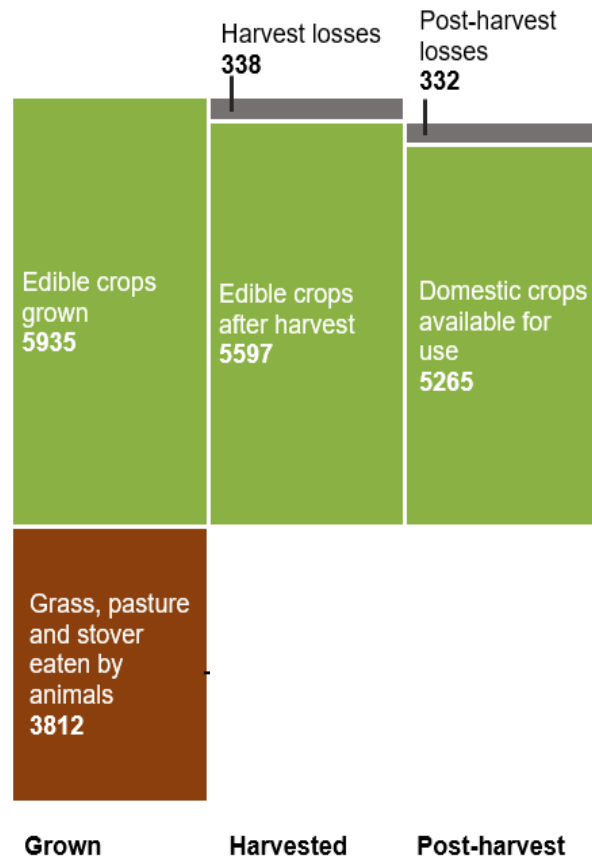 Harvest losses
338
Post-harvest
losses
332
Edible crops
grown
5935
Edible crops
after harvest
5597
Domestic crops
available for
use
5265
Grass, pasture
and stover
eaten by
animals
3812
Grown
Harvested
Post-harvest